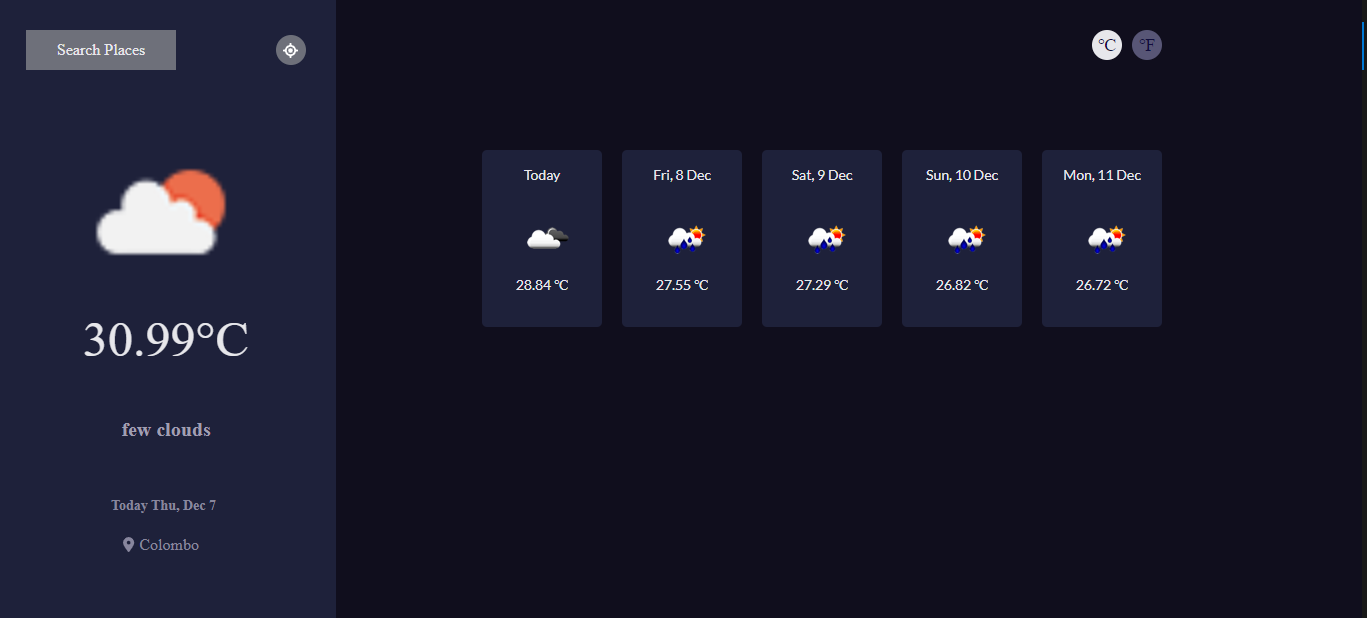 Search Places
30.99°C
few clouds
Today Thu, Dec 7
Colombo
°C °F
Today
28.84 °C
Fri, 8 Dec
27.55 °C
Sat, 9 Dec
27.29 °C
Sun, 10 Dec
26.82 °C
Mon, 11 Dec
26.72 °C